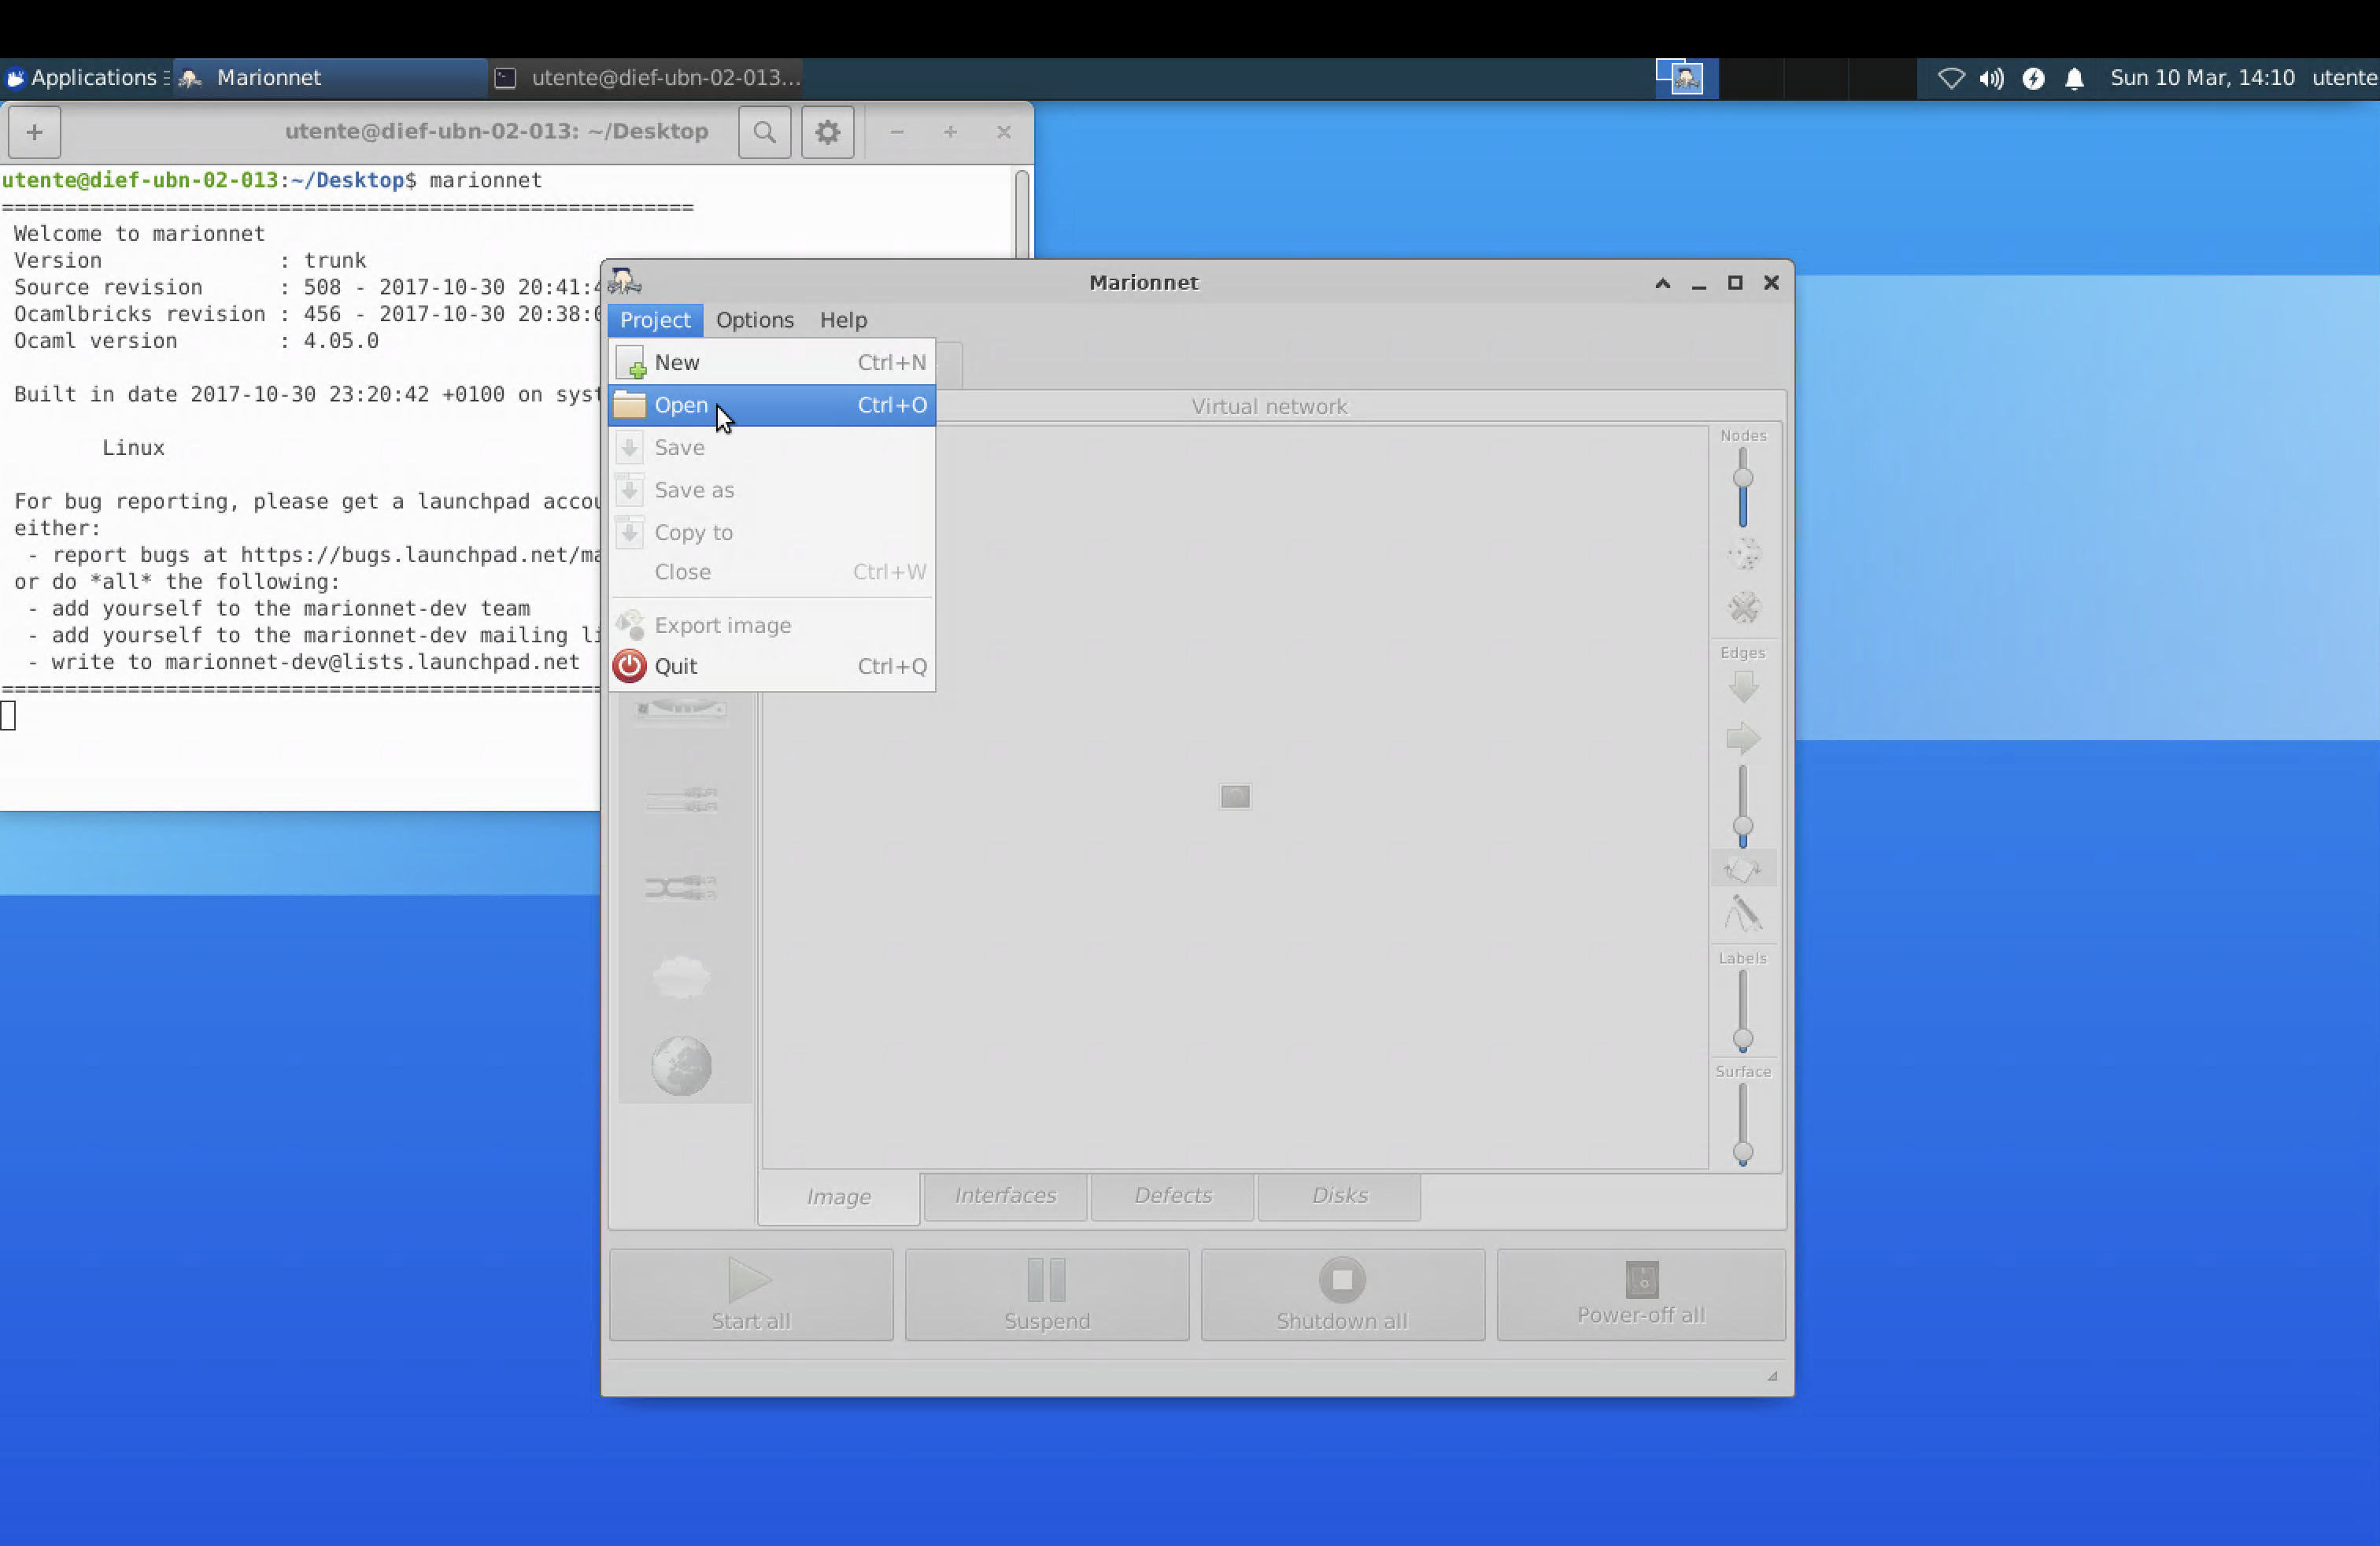 Applications Marionnet utente@dief-ubn-02-013... Sun 10 Mar, 14:10 utente
utente@dief-ubn-02-013: ~/Desktop
utente@dief-ubn-02-013:~/Desktop$ marionnet
=======================================================
Welcome to marionnet
Version : trunk
Source revision : 508 - 2017-10-30 20:41:4
Ocamlbricks revision : 456 - 2017-10-30 20:38:0
Ocaml version : 4.05.0
Built in date 2017-10-30 23:20:42 +0100 on syst
Linux
For bug reporting, please get a launchpad accou
either:
- report bugs at https://bugs.launchpad.net/ma
or do *all* the following:
- add yourself to the marionnet-dev team
- add yourself to the marionnet-dev mailing li
- write to marionnet-dev@lists.launchpad.net
================================================
Marionnet
Project Options Help
New Ctrl+N
Open Ctrl+O
Save
Save as
Copy to
Close Ctrl+W
Export image
Quit Ctrl+Q
Virtual network
Nodes
Edges
Labels
Surface
Image Interfaces Defects Disks
Start all Suspend Shutdown all Power-off all